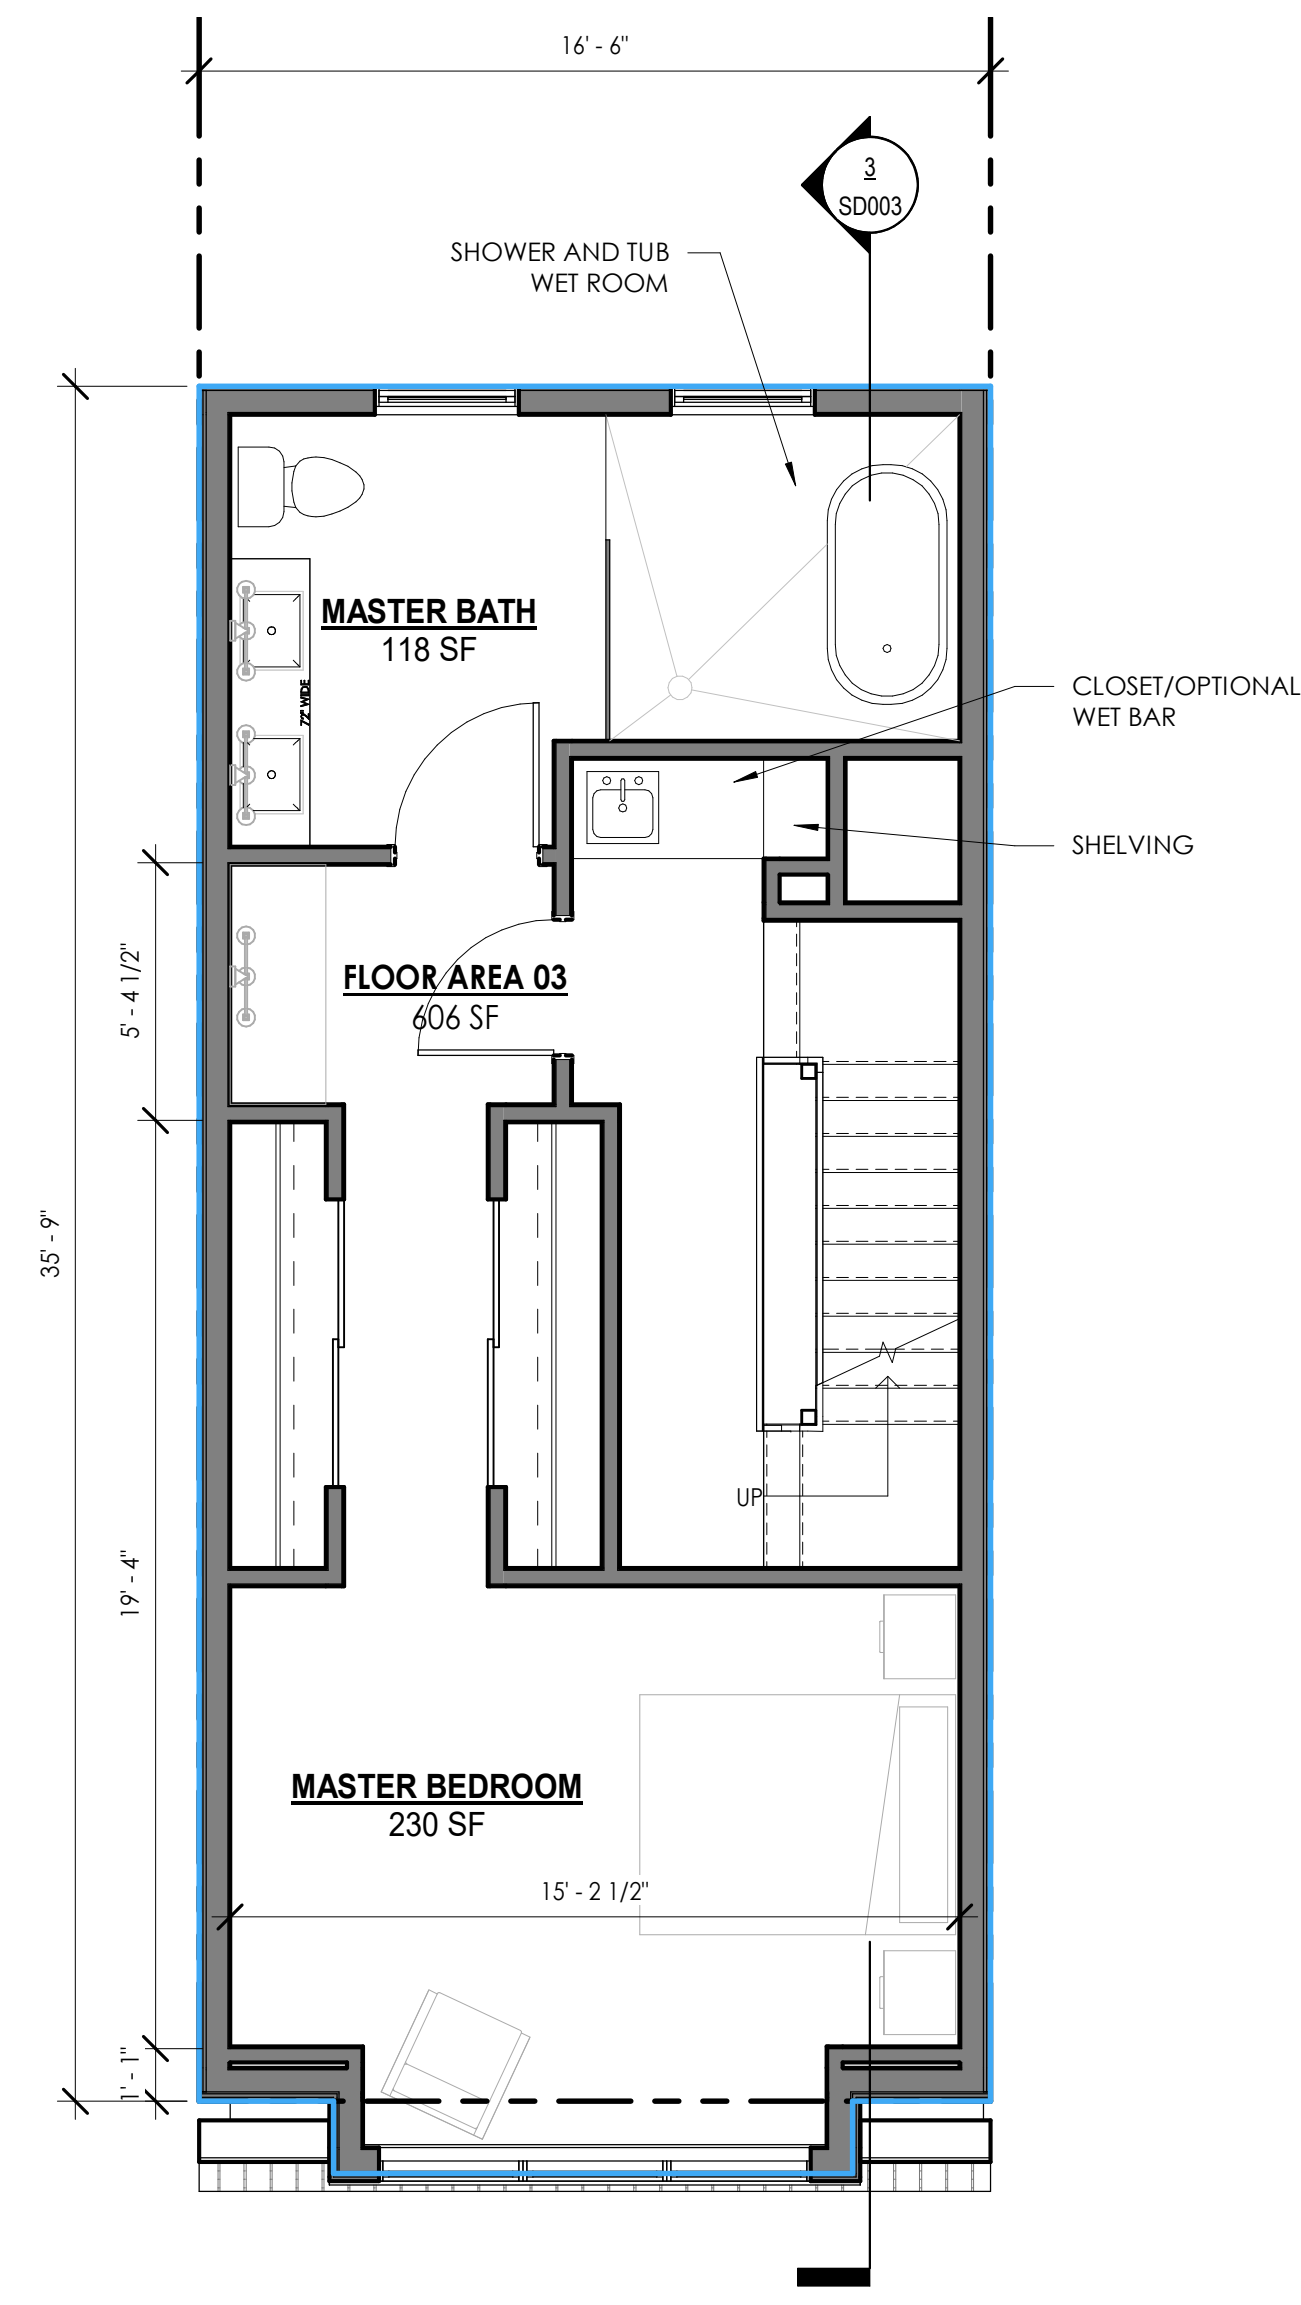 16' - 6"
3
SD003
SHOWER AND TUB
WET ROOM
MASTER BATH
118 SF
72" WIDE
CLOSET/OPTIONAL
WET BAR
SHELVING
5' - 4 1/2"
FLOOR AREA 03
606 SF
35' - 9"
UP
19' - 4"
MASTER BEDROOM
230 SF
15' - 2 1/2"
1' - 1"